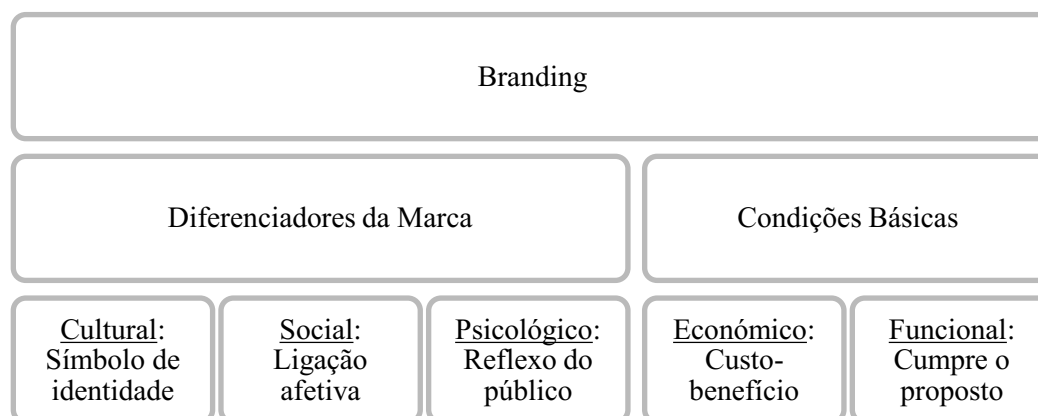 Branding
Diferenciadores da Marca
Condições Básicas
Cultural:
Símbolo de
identidade
Social:
Ligação
afetiva
Psicológico:
Reflexo do
público
Económico:
Custo-
benefício
Funcional:
Cumpre o
proposto